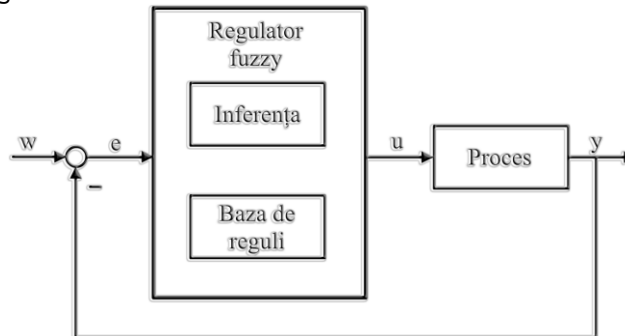 Regulator
fuzzy
Inferența
w
e
u
Proces
y
−
Baza de
reguli